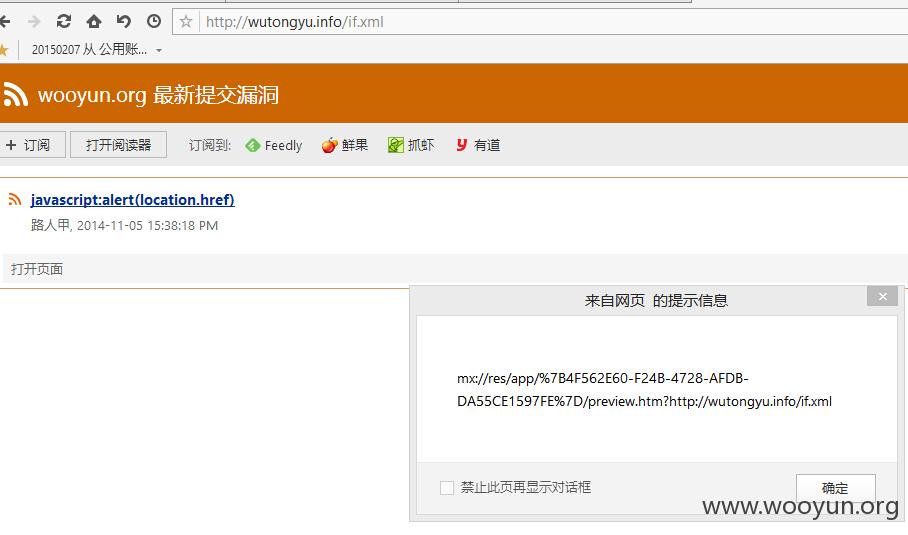 http://wutongyu.info/if.xml
20150207 从 公用账...
wooyun.org 最新提交漏洞
+ 订阅 打开阅读器 订阅到: Feedly 鲜果 抓虾 有道
javascript:alert(location.href)
路人甲, 2014-11-05 15:38:18 PM
打开页面
来自网页 的提示信息
mx://res/app/%7B4F562E60-F24B-4728-AFDB-
DA55CE1597FE%7D/preview.htm?http://wutongyu.info/if.xml
禁止此页再显示对话框 确定
www.wooyun.org